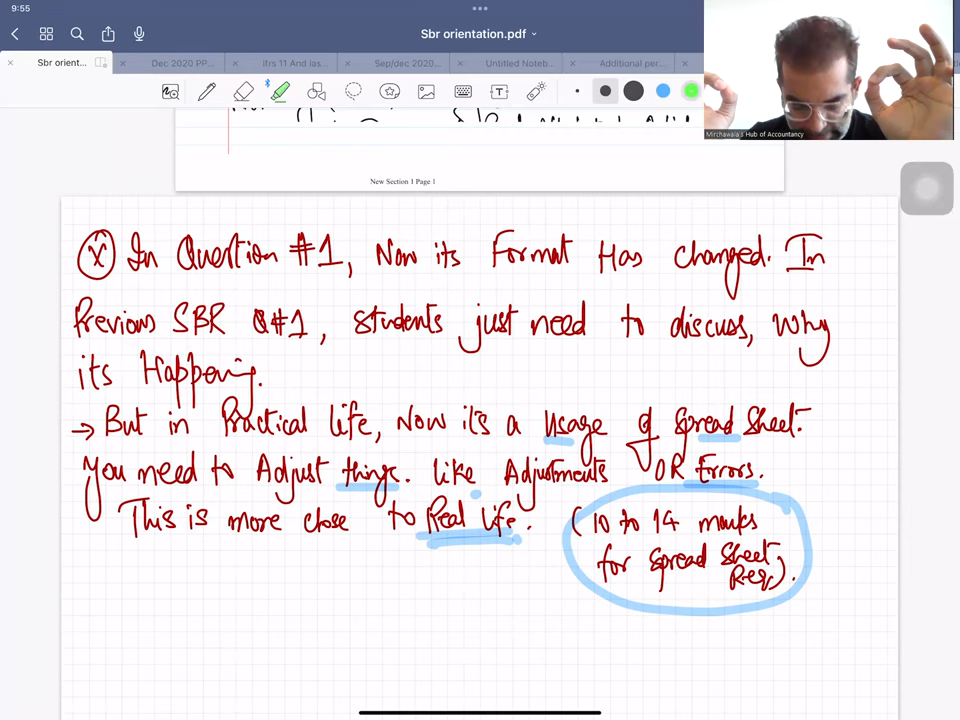 9:55
Sbr orientation.pdf
Sbr orient...
Dec 2020 PP...
ifrs 11 And ias...
Sep/dec 2020...
Untitled Noteb...
Additional per...
Mirchawala's Hub of Accountancy
New Section 1 Page 1
(X) In Question #1, Now its Format Has changed. In
Previous SBR Q#1, students just need to discuss, why
its Happening.
→ But in Practical life, Now it's a usage of Spread Sheet.
You need to Adjust things. like Adjustments OR Errors.
This is more close to Real life. (10 to 14 marks
for Spread Sheet
Req).